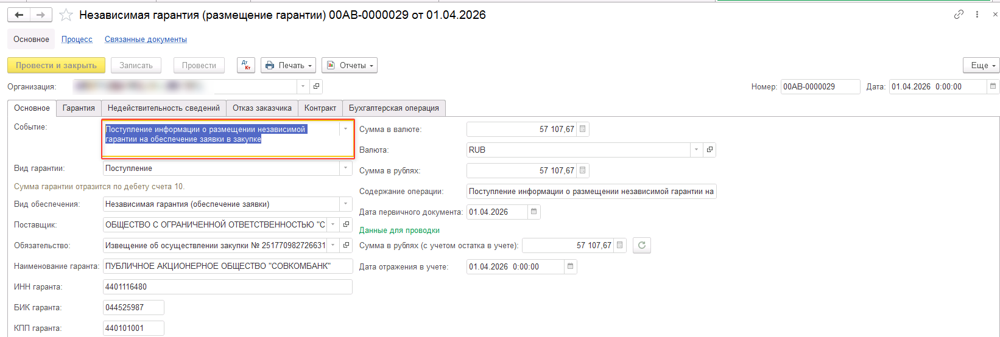 Независимая гарантия (размещение гарантии) 00АВ-0000029 от 01.04.2026
Основное Процесс Связанные документы
Провести и закрыть Записать Провести Дт Кт Печать Отчеты Еще
Организация: Номер: 00АВ-0000029 Дата: 01.04.2026 0:00:00
Основное Гарантия Недействительность сведений Отказ заказчика Контракт Бухгалтерская операция
Событие: Поступление информации о размещении независимой
гарантии на обеспечение заявки в закупке
Сумма в валюте: 57 107,67
Валюта: RUB
Вид гарантии: Поступление
Сумма в рублях: 57 107,67
Сумма гарантии отразится по дебету счета 10.
Содержание операции: Поступление информации о размещении независимой гарантии на
Вид обеспечения: Независимая гарантия (обеспечение заявки)
Дата первичного документа: 01.04.2026
Поставщик: ОБЩЕСТВО С ОГРАНИЧЕННОЙ ОТВЕТСТВЕННОСТЬЮ "С
Данные для проводки
Обязательство: Извещение об осуществлении закупки № 251770982726631
Сумма в рублях (с учетом остатка в учете): 57 107,67
Наименование гаранта: ПУБЛИЧНОЕ АКЦИОНЕРНОЕ ОБЩЕСТВО "СОВКОМБАНК"
Дата отражения в учете: 01.04.2026 0:00:00
ИНН гаранта: 4401116480
БИК гаранта: 044525987
КПП гаранта: 440101001